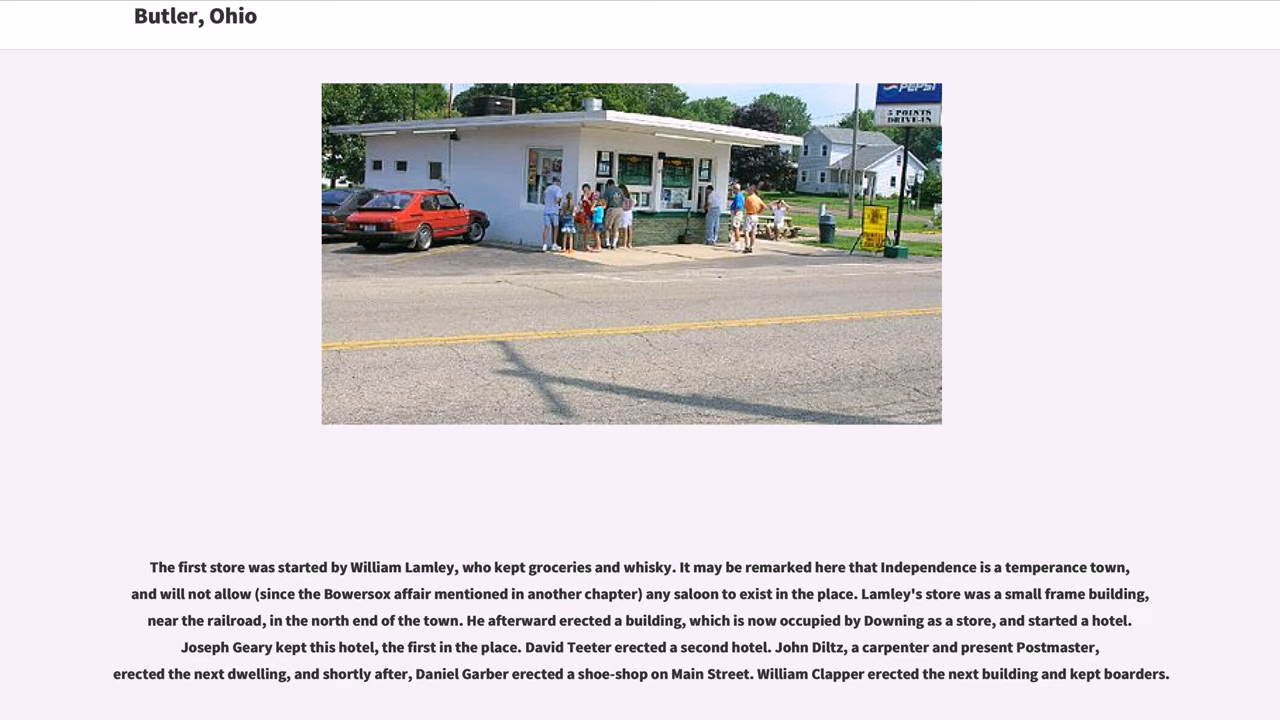 Butler, Ohio
PEPSI
5 POINTS
DRIVE-IN
The first store was started by William Lamley, who kept groceries and whisky. It may be remarked here that Independence is a temperance town,
and will not allow (since the Bowersox affair mentioned in another chapter) any saloon to exist in the place. Lamley's store was a small frame building,
near the railroad, in the north end of the town. He afterward erected a building, which is now occupied by Downing as a store, and started a hotel.
Joseph Geary kept this hotel, the first in the place. David Teeter erected a second hotel. John Diltz, a carpenter and present Postmaster,
erected the next dwelling, and shortly after, Daniel Garber erected a shoe-shop on Main Street. William Clapper erected the next building and kept boarders.